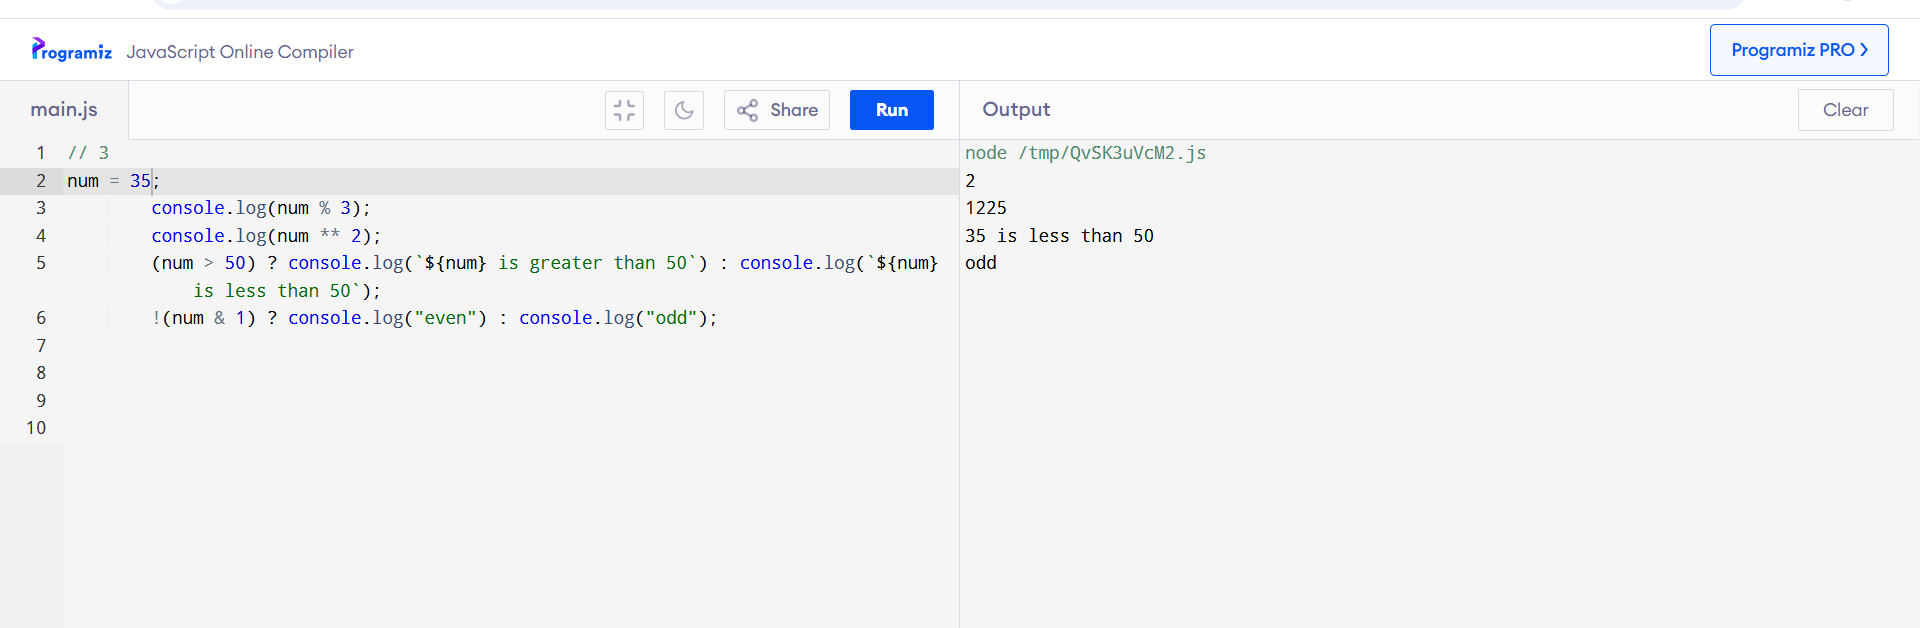 Programiz JavaScript Online Compiler
Programiz PRO
main.js
Share
Run
Output
Clear
1 // 3
2 num = 35;
3 console.log(num % 3);
4 console.log(num ** 2);
5 (num > 50) ? console.log(`${num} is greater than 50`) : console.log(`${num}
is less than 50`);
6 !(num & 1) ? console.log("even") : console.log("odd");
7
8
9
10
node /tmp/QvSK3uVcM2.js
2
1225
35 is less than 50
odd